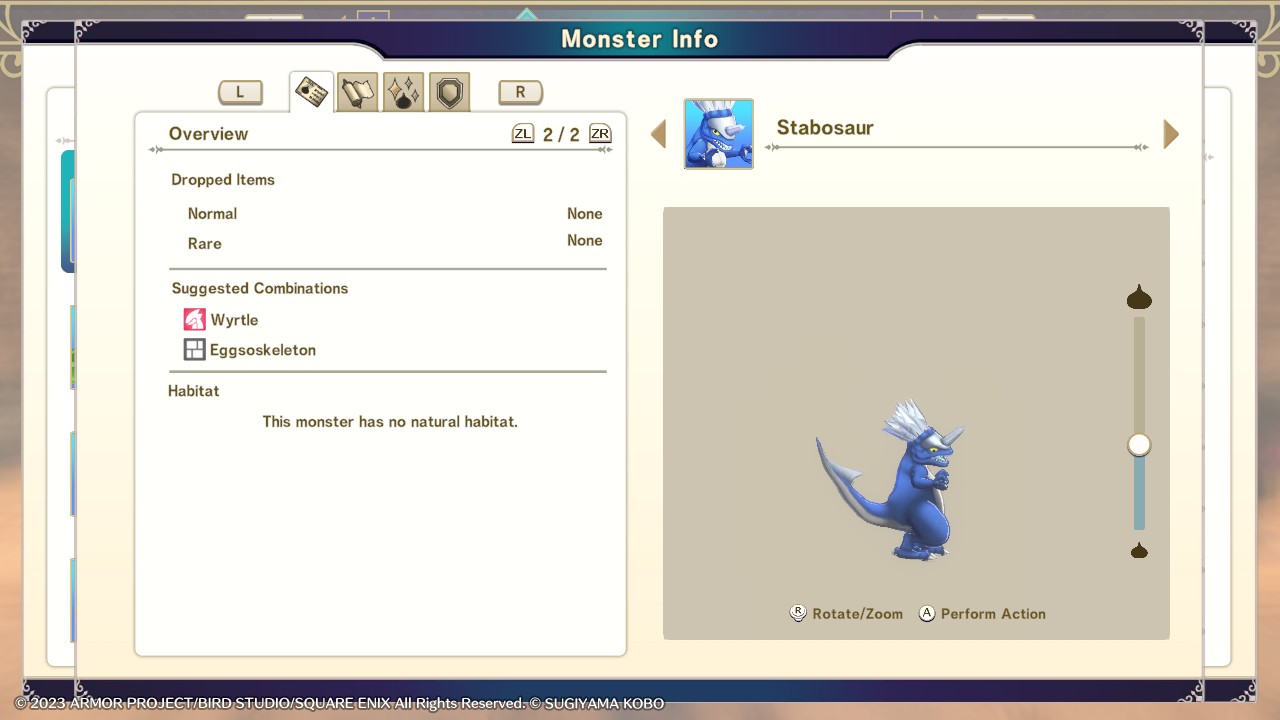 Monster Info
L
R
Overview
ZL 2 / 2 ZR
Dropped Items
Normal None
Rare None
Suggested Combinations
Wyrtle
Eggsoskeleton
Habitat
This monster has no natural habitat.
Stabosaur
R Rotate/Zoom A Perform Action
© 2023 ARMOR PROJECT/BIRD STUDIO/SQUARE ENIX All Rights Reserved. © SUGIYAMA KOBO